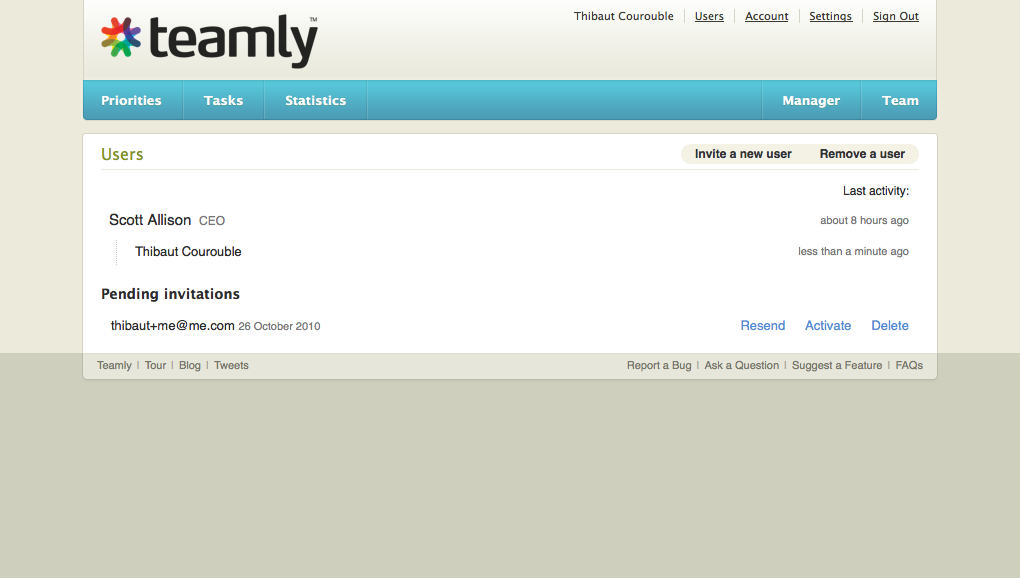 teamly™
Thibaut Courouble Users Account Settings Sign Out
Priorities Tasks Statistics Manager Team
Users Invite a new user Remove a user
Last activity:
Scott Allison CEO about 8 hours ago
Thibaut Courouble less than a minute ago
Pending invitations
thibaut+me@me.com 26 October 2010 Resend Activate Delete
Teamly | Tour | Blog | Tweets Report a Bug | Ask a Question | Suggest a Feature | FAQs